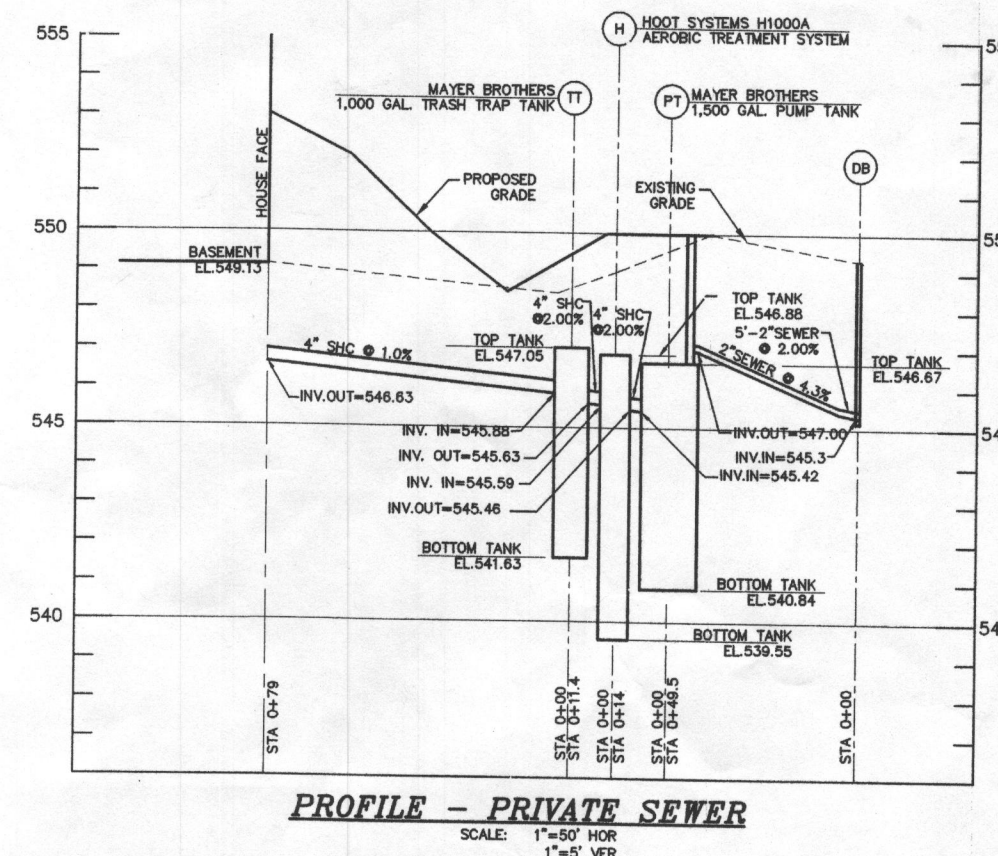 555
HOUSE FACE
H
HOOT SYSTEMS H1000A
AEROBIC TREATMENT SYSTEM
MAYER BROTHERS
1,000 GAL. TRASH TRAP TANK
TT
PT
MAYER BROTHERS
1,500 GAL. PUMP TANK
DB
PROPOSED
GRADE
EXISTING
GRADE
550
BASEMENT
EL.549.13
4" SHC
@2.00%
4" SHC
@2.00%
TOP TANK
EL.546.88
TOP TANK
EL.547.05
5'-2"SEWER
@ 2.00%
2"SEWER @ 4.3%
TOP TANK
EL.546.67
4" SHC @ 1.0%
INV.OUT=546.63
545
INV. IN=545.88
INV. OUT=545.63
INV. IN=545.59
INV.OUT=545.46
INV.OUT=547.00
INV.IN=545.3
INV.IN=545.42
BOTTOM TANK
EL.541.63
BOTTOM TANK
EL.540.84
540
BOTTOM TANK
EL.539.55
STA 0+79
STA 0+00
STA 0+11.4
STA 0+00
STA 0+14
STA 0+00
STA 0+49.5
STA 0+00
PROFILE - PRIVATE SEWER
SCALE: 1"=50' HOR
1"=5' VER